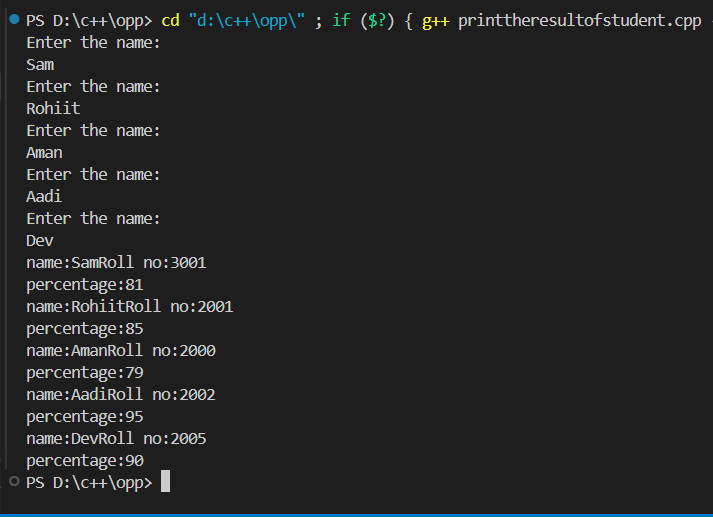 PS D:\c++\opp> cd "d:\c++\opp\" ; if ($?) { g++ printtheresultofstudent.cpp
Enter the name:
Sam
Enter the name:
Rohiit
Enter the name:
Aman
Enter the name:
Aadi
Enter the name:
Dev
name:SamRoll no:3001
percentage:81
name:RohiitRoll no:2001
percentage:85
name:AmanRoll no:2000
percentage:79
name:AadiRoll no:2002
percentage:95
name:DevRoll no:2005
percentage:90
PS D:\c++\opp>